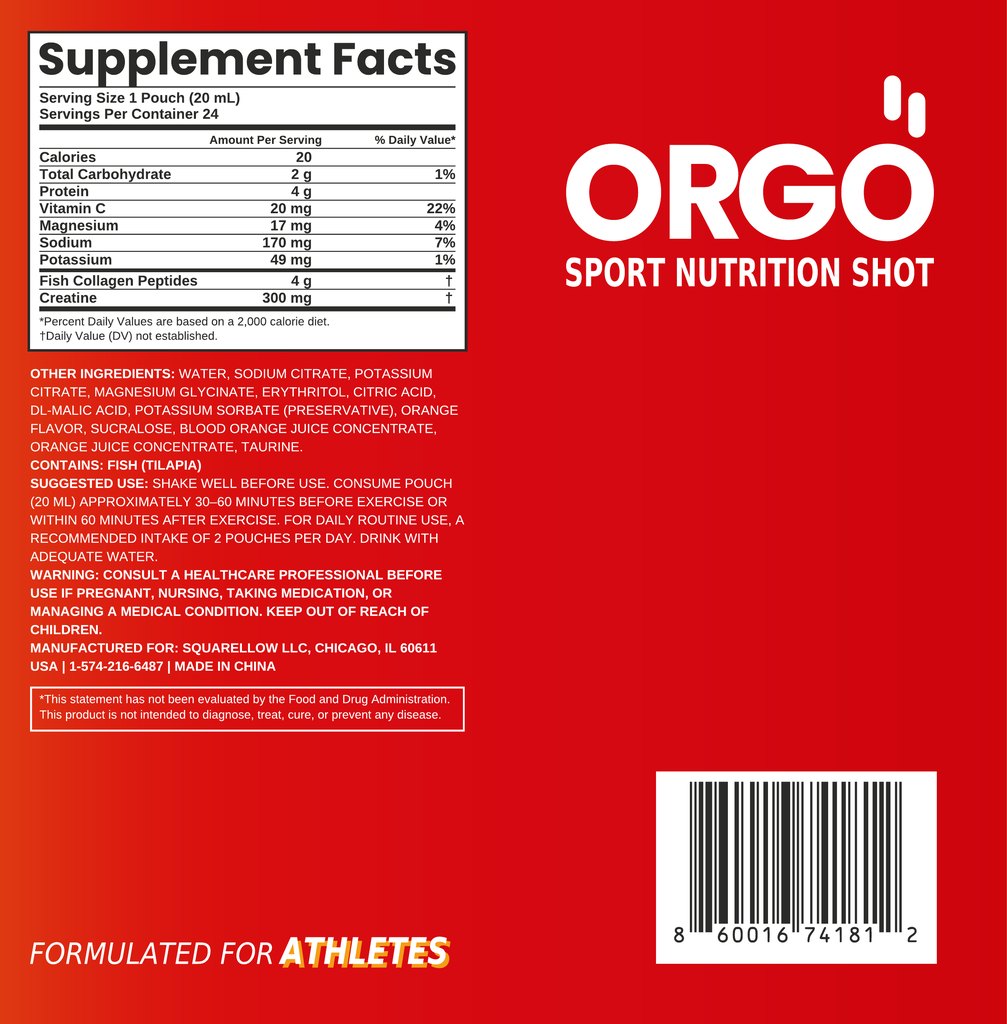 Supplement Facts
Serving Size 1 Pouch (20 mL)
Servings Per Container 24
Amount Per Serving % Daily Value*
Calories 20
Total Carbohydrate 2 g 1%
Protein 4 g
Vitamin C 20 mg 22%
Magnesium 17 mg 4%
Sodium 170 mg 7%
Potassium 49 mg 1%
Fish Collagen Peptides 4 g †
Creatine 300 mg †
*Percent Daily Values are based on a 2,000 calorie diet.
†Daily Value (DV) not established.
OTHER INGREDIENTS: WATER, SODIUM CITRATE, POTASSIUM
CITRATE, MAGNESIUM GLYCINATE, ERYTHRITOL, CITRIC ACID,
DL-MALIC ACID, POTASSIUM SORBATE (PRESERVATIVE), ORANGE
FLAVOR, SUCRALOSE, BLOOD ORANGE JUICE CONCENTRATE,
ORANGE JUICE CONCENTRATE, TAURINE.
CONTAINS: FISH (TILAPIA)
SUGGESTED USE: SHAKE WELL BEFORE USE. CONSUME POUCH
(20 ML) APPROXIMATELY 30–60 MINUTES BEFORE EXERCISE OR
WITHIN 60 MINUTES AFTER EXERCISE. FOR DAILY ROUTINE USE, A
RECOMMENDED INTAKE OF 2 POUCHES PER DAY. DRINK WITH
ADEQUATE WATER.
WARNING: CONSULT A HEALTHCARE PROFESSIONAL BEFORE
USE IF PREGNANT, NURSING, TAKING MEDICATION, OR
MANAGING A MEDICAL CONDITION. KEEP OUT OF REACH OF
CHILDREN.
MANUFACTURED FOR: SQUARELLOW LLC, CHICAGO, IL 60611
USA | 1-574-216-6487 | MADE IN CHINA
*This statement has not been evaluated by the Food and Drug Administration.
This product is not intended to diagnose, treat, cure, or prevent any disease.
FORMULATED FOR ATHLETES
ORGO
SPORT NUTRITION SHOT
8 60016 74181 2